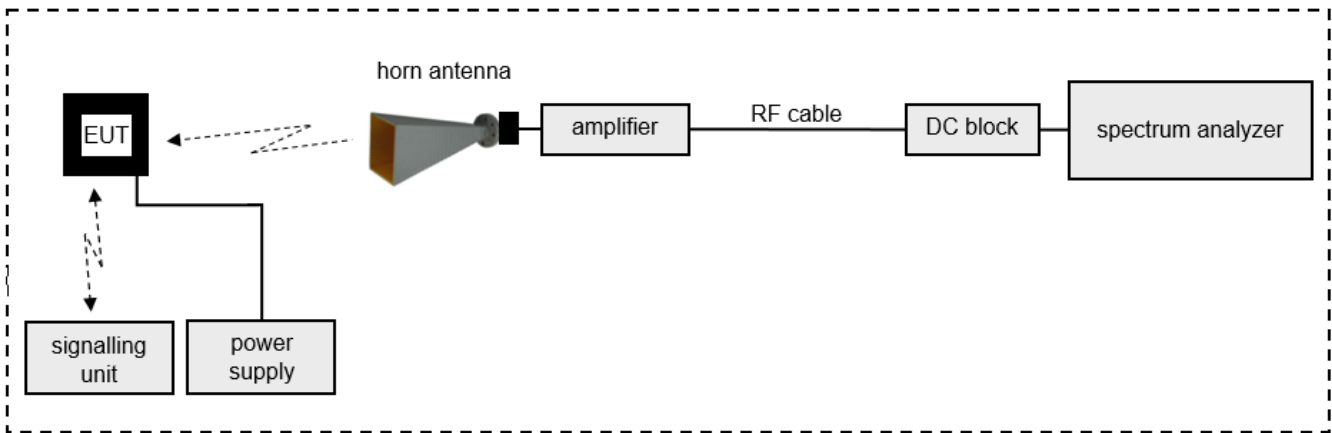 horn antenna
EUT
amplifier
RF cable
DC block
spectrum analyzer
signalling
unit
power
supply